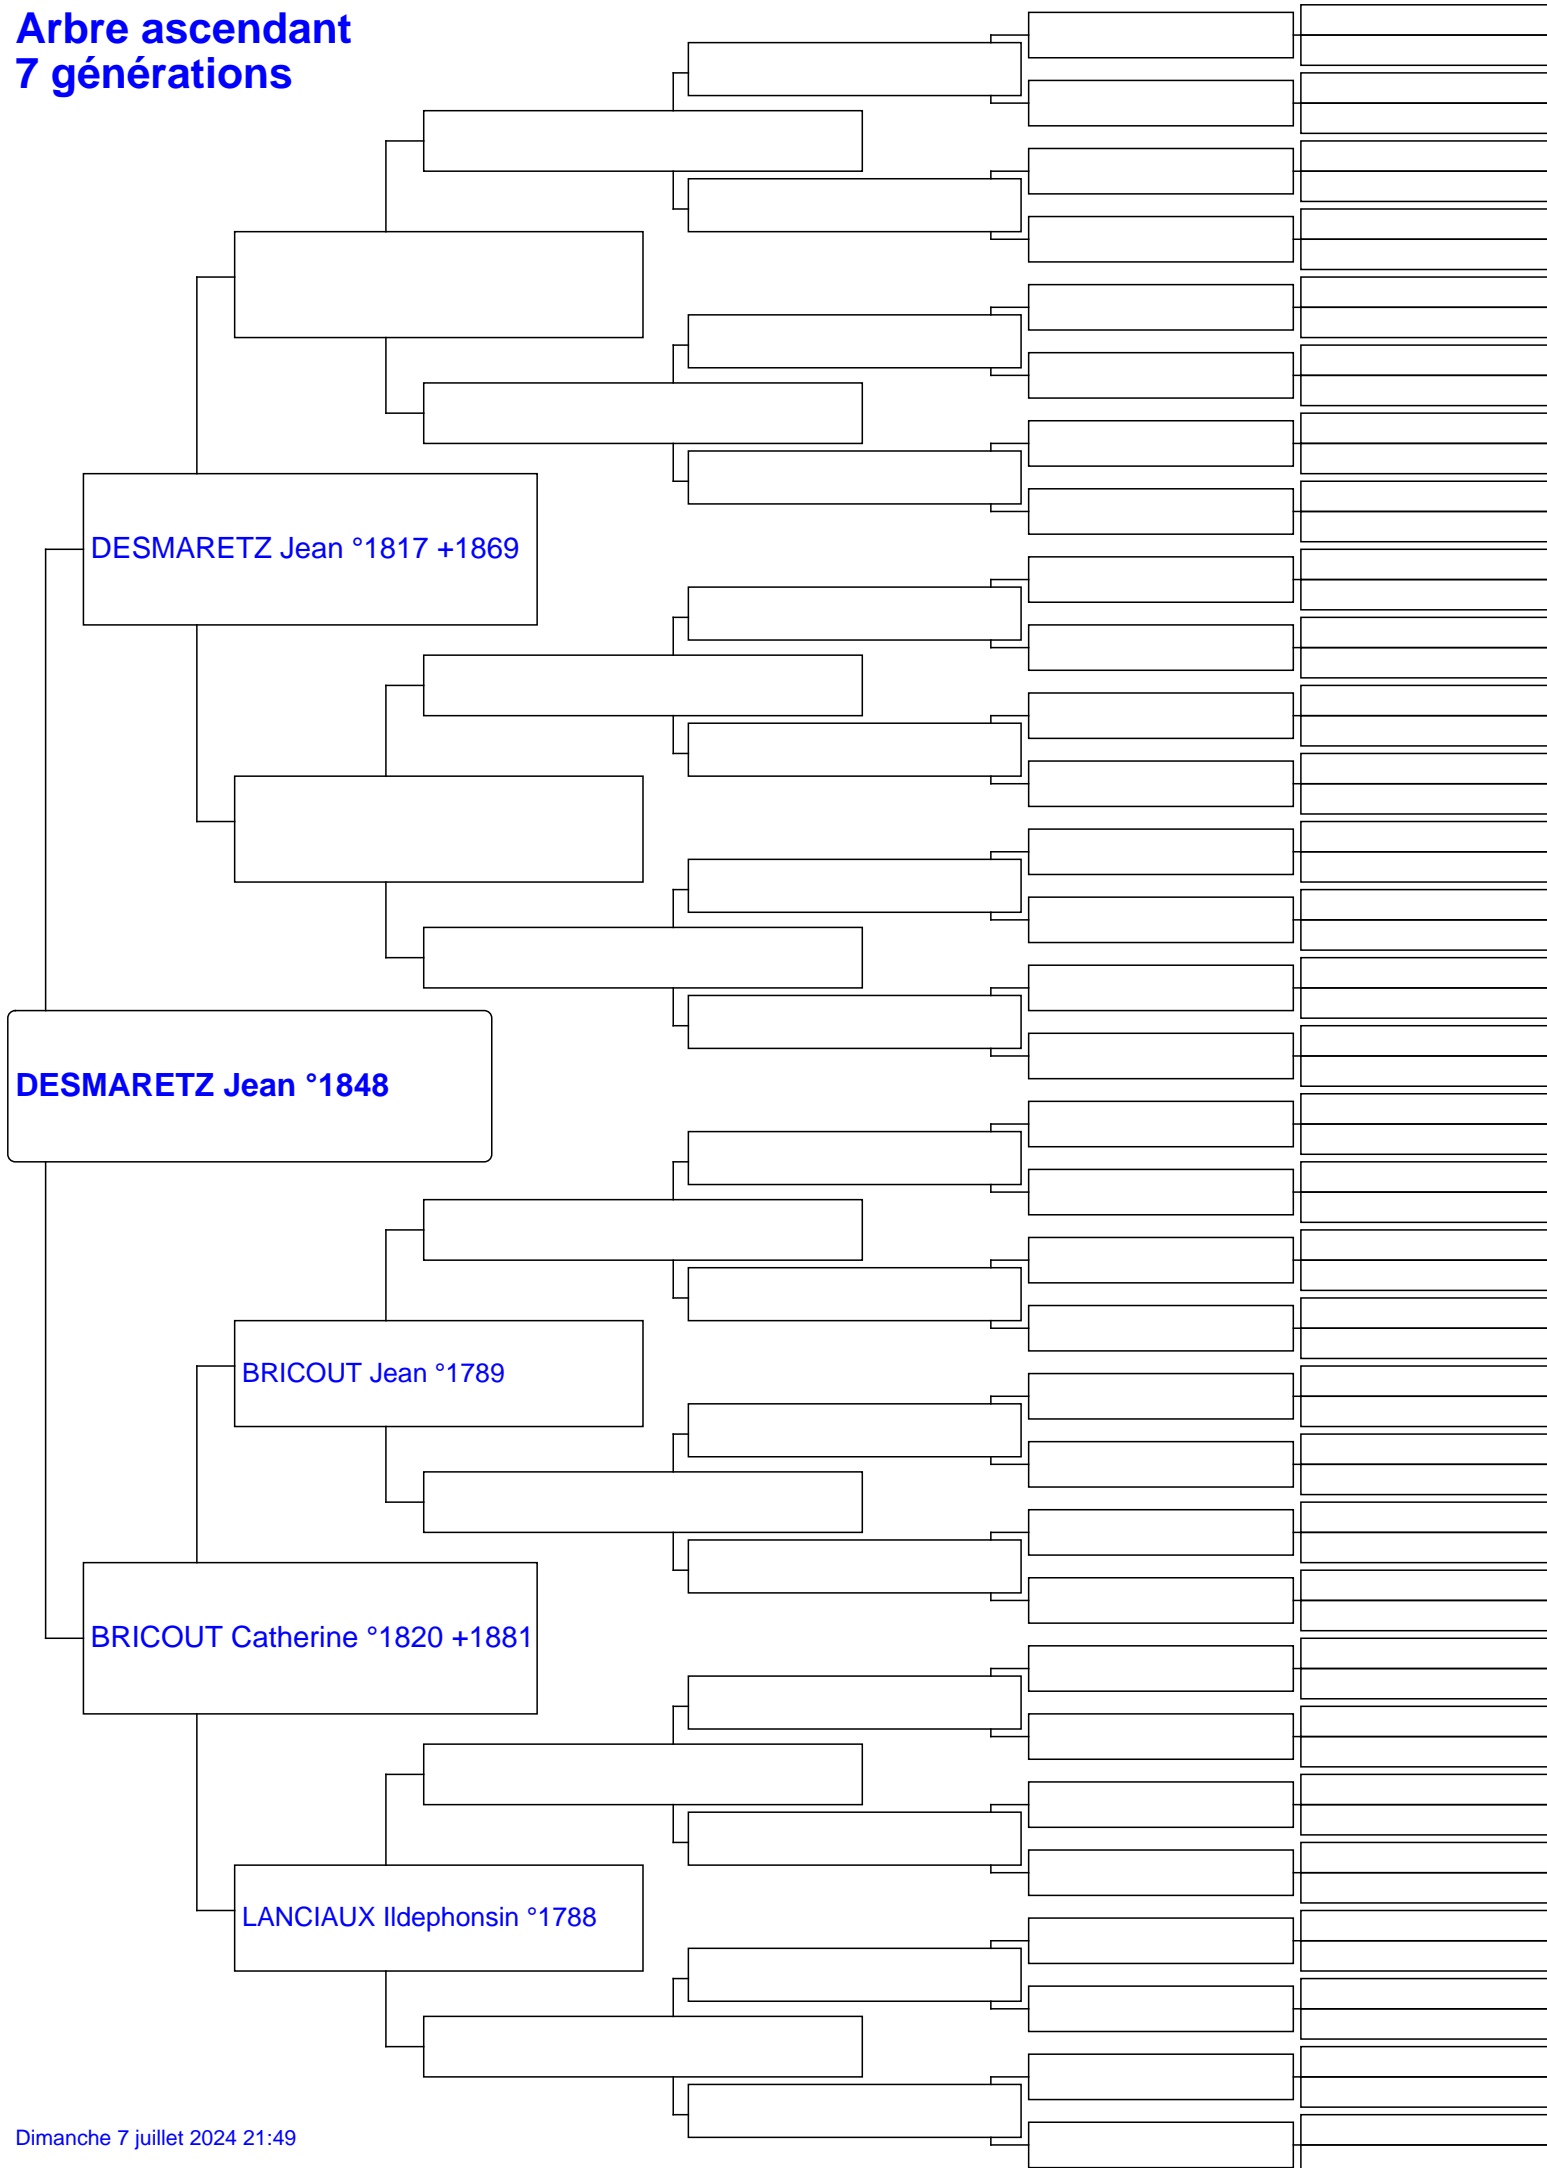 Arbre ascendant
7 générations
DESMARETZ Jean °1817 +1869
DESMARETZ Jean °1848
BRICOUT Jean °1789
BRICOUT Catherine °1820 +1881
LANCIAUX Ildephonsin °1788
Dimanche 7 juillet 2024 21:49